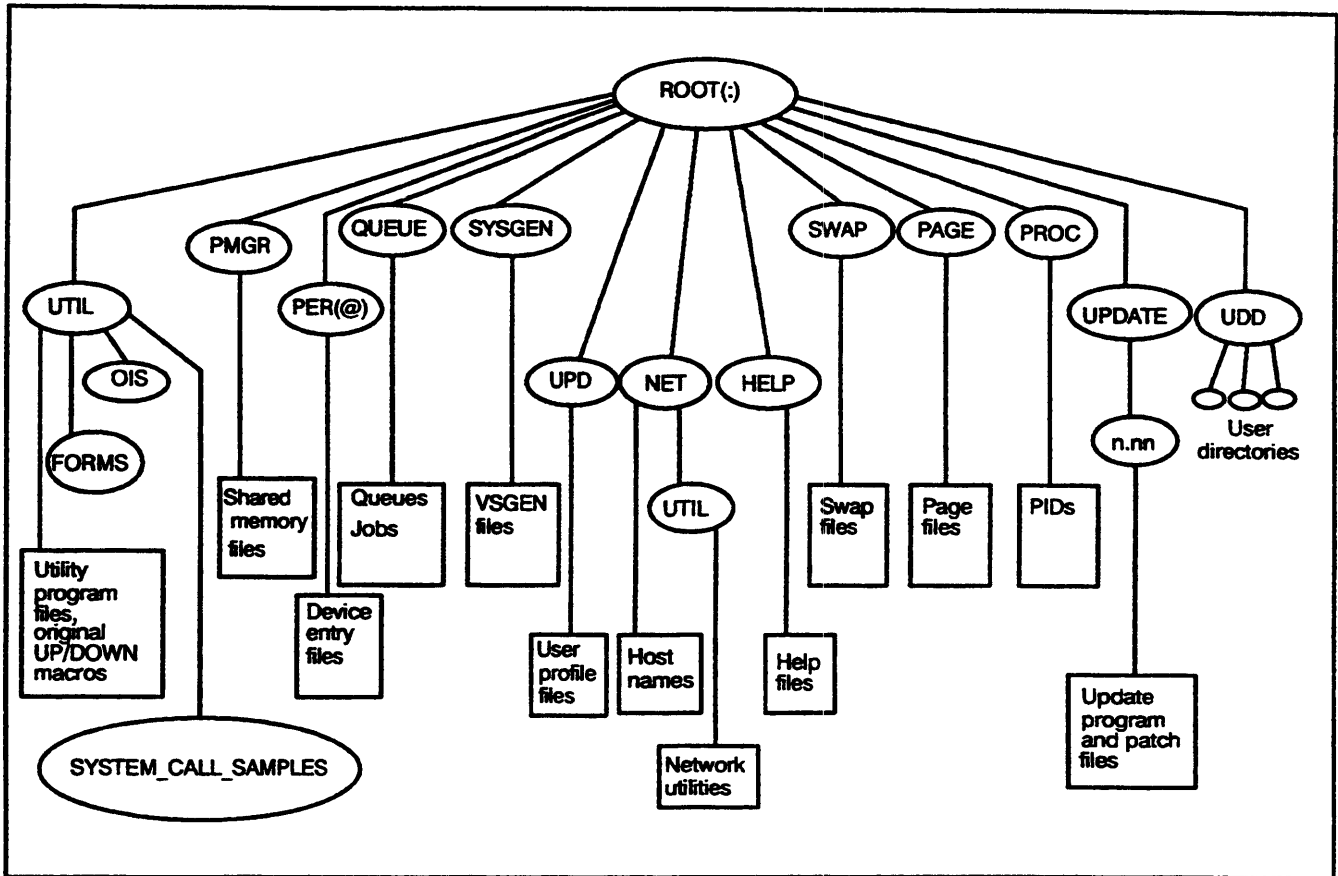 ROOT(:)
PMGR
QUEUE
SYSGEN
SWAP
PAGE
PROC
UTIL
PER(@)
UPDATE
UDD
OIS
UPD
NET
HELP
User
directories
FORMS
n.nn
Shared
memory
files
Queues
Jobs
VSGEN
files
UTIL
Swap
files
Page
files
PIDs
Utility
program
files,
original
UP/DOWN
macros
Device
entry
files
User
profile
files
Host
names
Help
files
Update
program
and patch
files
SYSTEM_CALL_SAMPLES
Network
utilities